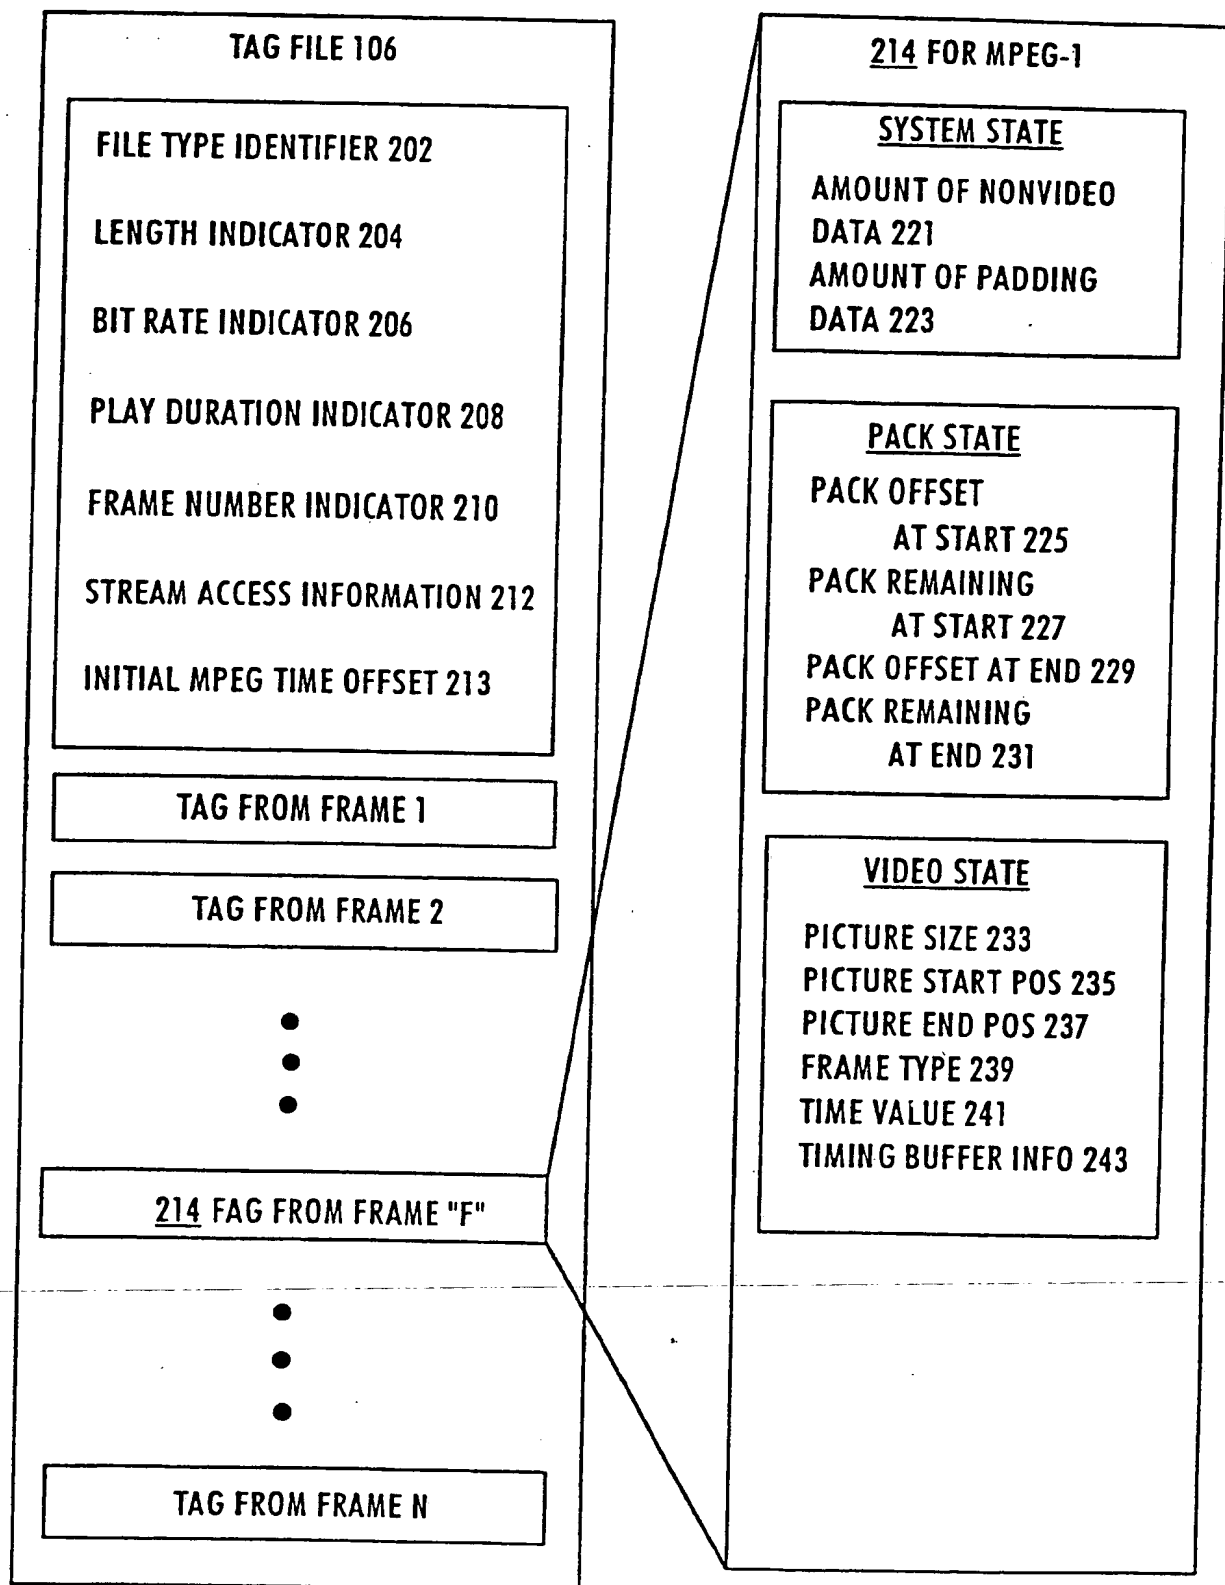 TAG FILE 106
FILE TYPE IDENTIFIER 202
LENGTH INDICATOR 204
BIT RATE INDICATOR 206
PLAY DURATION INDICATOR 208
FRAME NUMBER INDICATOR 210
STREAM ACCESS INFORMATION 212
INITIAL MPEG TIME OFFSET 213
TAG FROM FRAME 1
TAG FROM FRAME 2
214 FAG FROM FRAME "F"
TAG FROM FRAME N
214 FOR MPEG-1
SYSTEM STATE
AMOUNT OF NONVIDEO
DATA 221
AMOUNT OF PADDING
DATA 223
PACK STATE
PACK OFFSET
AT START 225
PACK REMAINING
AT START 227
PACK OFFSET AT END 229
PACK REMAINING
AT END 231
VIDEO STATE
PICTURE SIZE 233
PICTURE START POS 235
PICTURE END POS 237
FRAME TYPE 239
TIME VALUE 241
TIMING BUFFER INFO 243